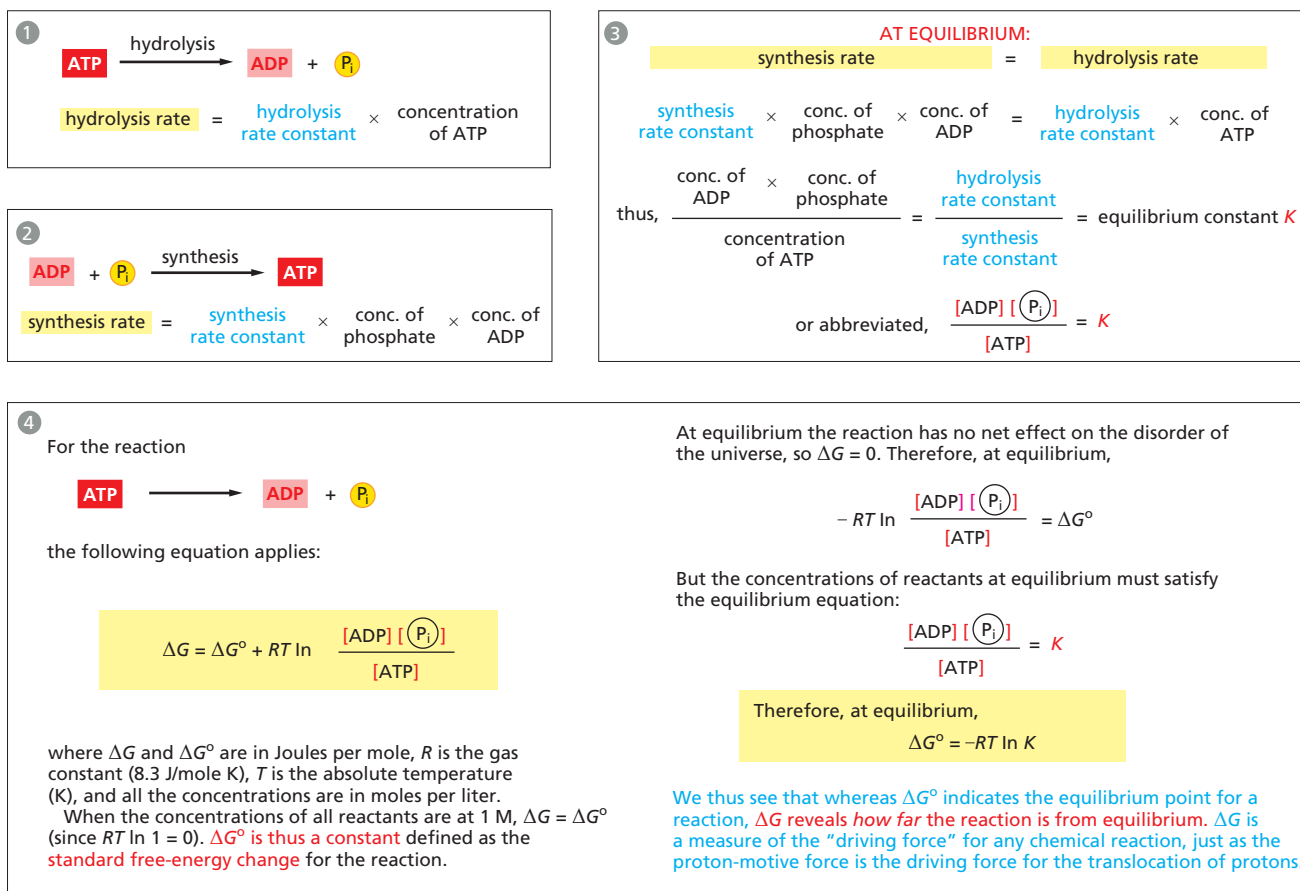 1
hydrolysis
ATP ⟶ ADP + Pi
hydrolysis rate = hydrolysis rate constant × concentration of ATP
2
synthesis
ADP + Pi ⟶ ATP
synthesis rate = synthesis rate constant × conc. of phosphate × conc. of ADP
3
AT EQUILIBRIUM:
synthesis rate = hydrolysis rate
synthesis rate constant × conc. of phosphate × conc. of ADP = hydrolysis rate constant × conc. of ATP
thus, conc. of ADP × conc. of phosphate / concentration of ATP = hydrolysis rate constant / synthesis rate constant = equilibrium constant K
or abbreviated, [ADP] [Pi] / [ATP] = K
4
For the reaction
ATP ⟶ ADP + Pi
the following equation applies:
ΔG = ΔG° + RT ln [ADP] [Pi] / [ATP]
where ΔG and ΔG° are in Joules per mole, R is the gas
constant (8.3 J/mole K), T is the absolute temperature
(K), and all the concentrations are in moles per liter.
When the concentrations of all reactants are at 1 M, ΔG = ΔG°
(since RT ln 1 = 0). ΔG° is thus a constant defined as the
standard free-energy change for the reaction.
At equilibrium the reaction has no net effect on the disorder of
the universe, so ΔG = 0. Therefore, at equilibrium,
– RT ln [ADP] [Pi] / [ATP] = ΔG°
But the concentrations of reactants at equilibrium must satisfy
the equilibrium equation:
[ADP] [Pi] / [ATP] = K
Therefore, at equilibrium,
ΔG° = –RT ln K
We thus see that whereas ΔG° indicates the equilibrium point for a
reaction, ΔG reveals how far the reaction is from equilibrium. ΔG is
a measure of the “driving force” for any chemical reaction, just as the
proton-motive force is the driving force for the translocation of protons